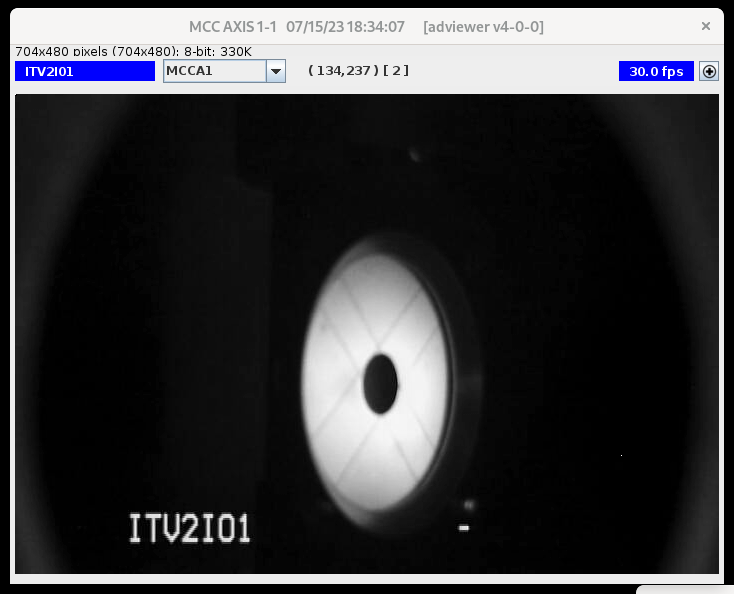 MCC AXIS 1-1 07/15/23 18:34:07 [adviewer v4-0-0]
704x480 pixels (704x480): 8-bit: 330K
ITV2I01 MCCA1 ( 134,237 ) [ 2 ] 30.0 fps
ITV2I01